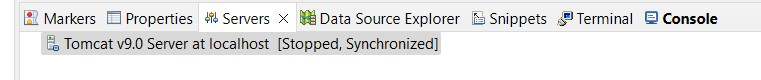 Markers Properties Servers Data Source Explorer Snippets Terminal Console
Tomcat v9.0 Server at localhost [Stopped, Synchronized]